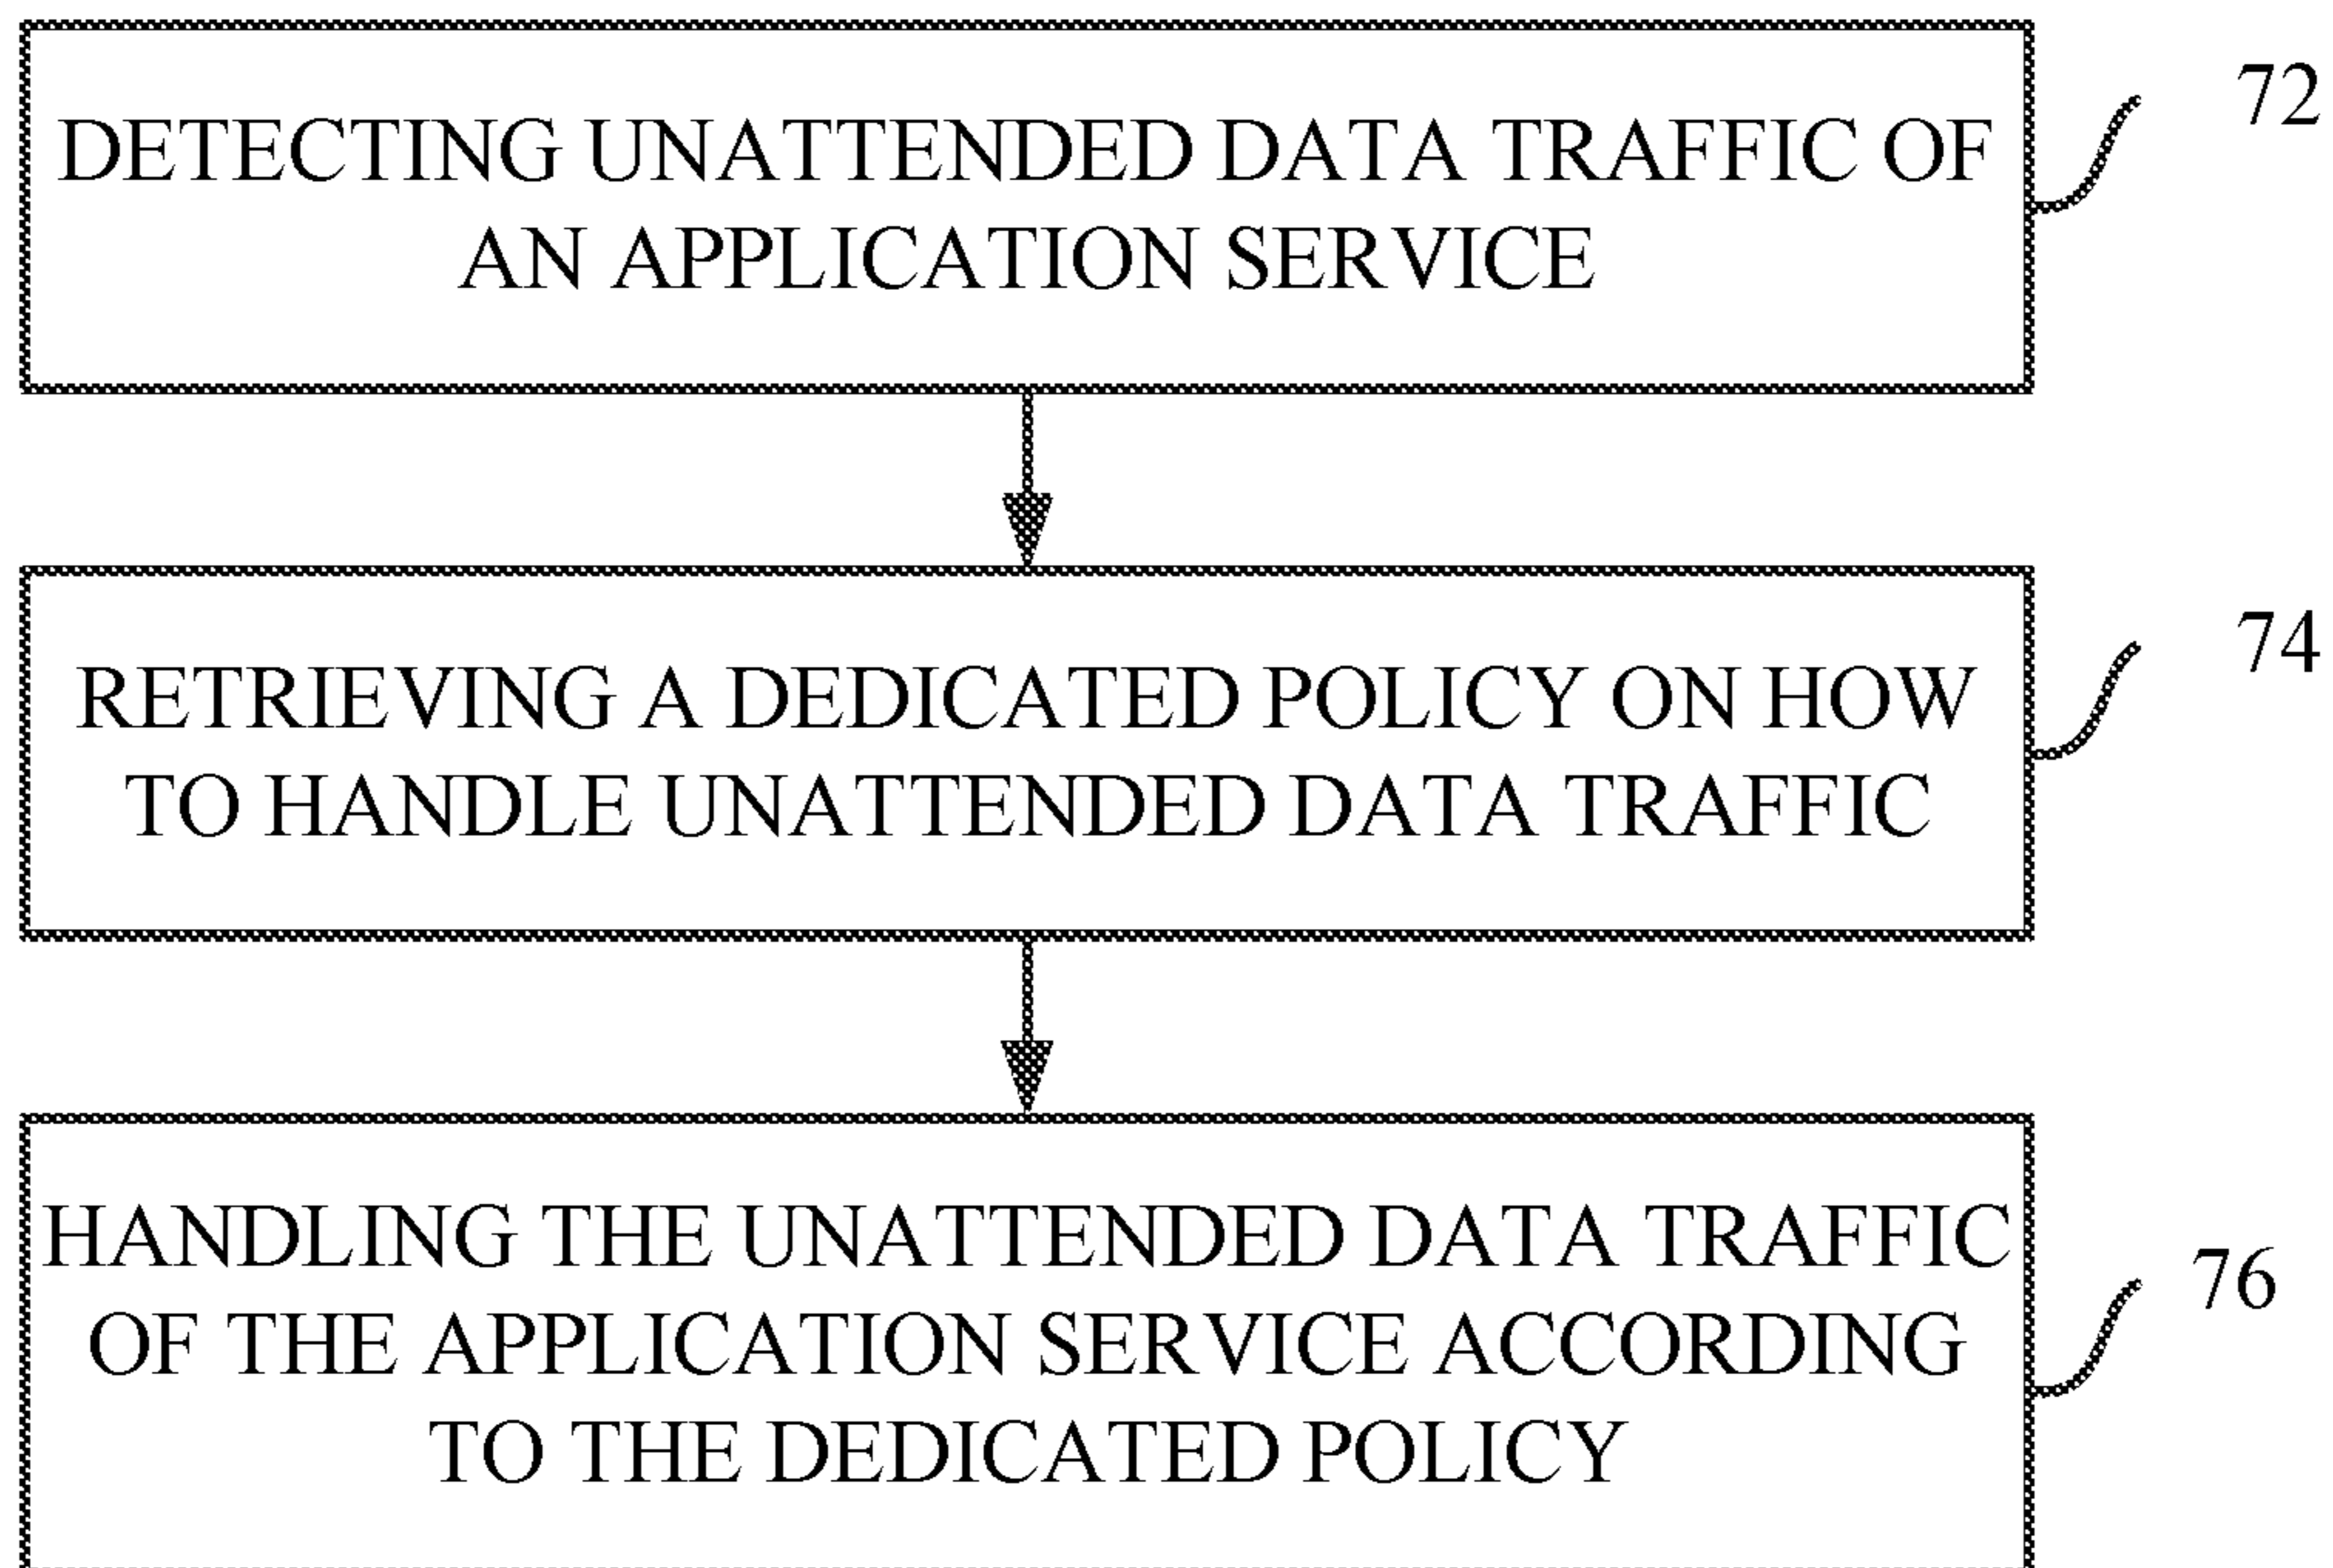 DETECTING UNATTENDED DATA TRAFFIC OF
AN APPLICATION SERVICE
72
RETRIEVING A DEDICATED POLICY ON HOW
TO HANDLE UNATTENDED DATA TRAFFIC
74
HANDLING THE UNATTENDED DATA TRAFFIC
OF THE APPLICATION SERVICE ACCORDING
TO THE DEDICATED POLICY
76